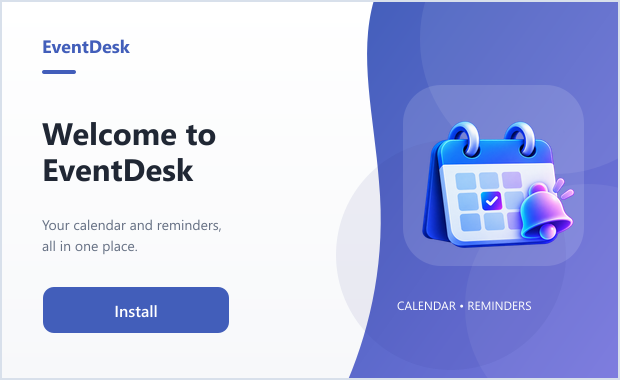 EventDesk
Welcome to
EventDesk
Your calendar and reminders,
all in one place.
Install
CALENDAR • REMINDERS